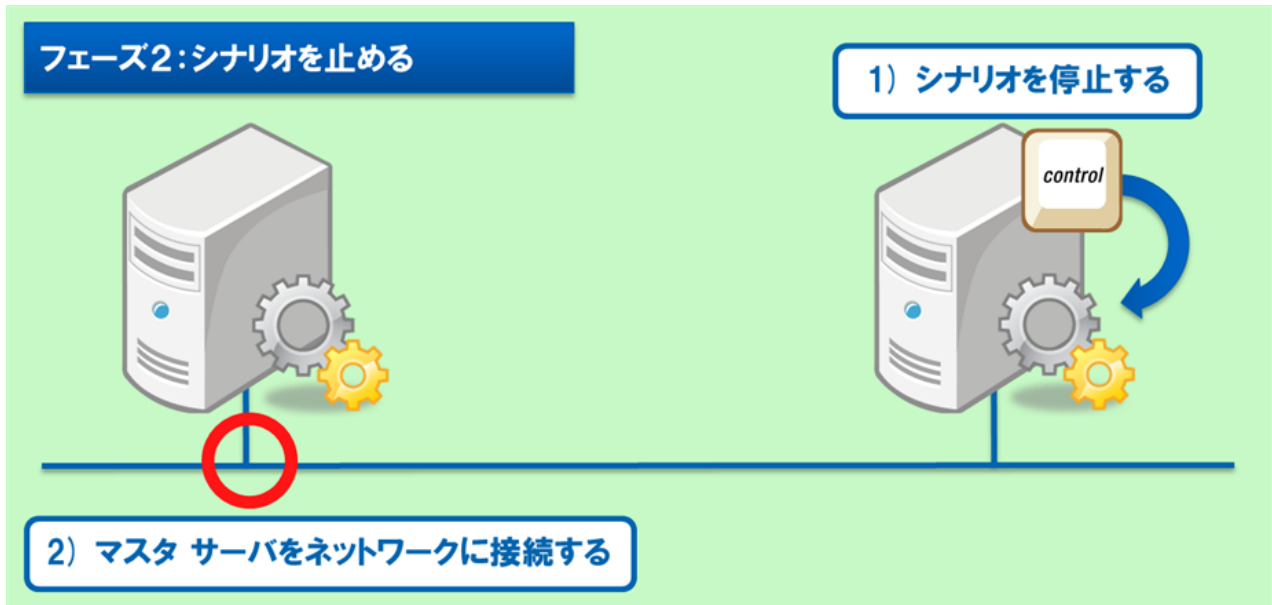 フェーズ2:シナリオを止める
1) シナリオを停止する
control
2) マスタ サーバをネットワークに接続する